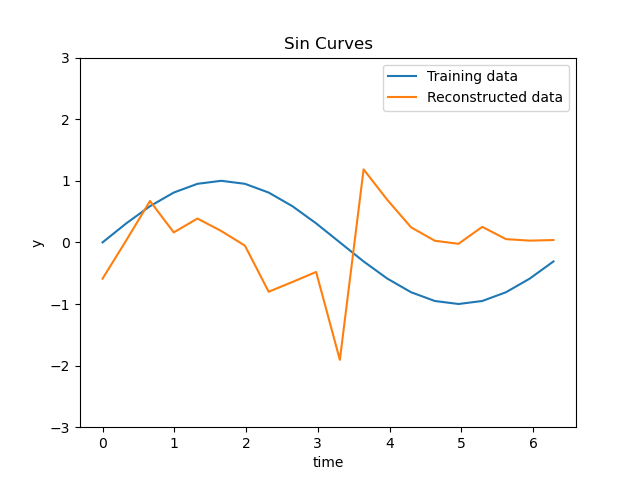 Sin Curves
Training data
Reconstructed data
3
2
1
0
−1
−2
−3
y
0 1 2 3 4 5 6
time